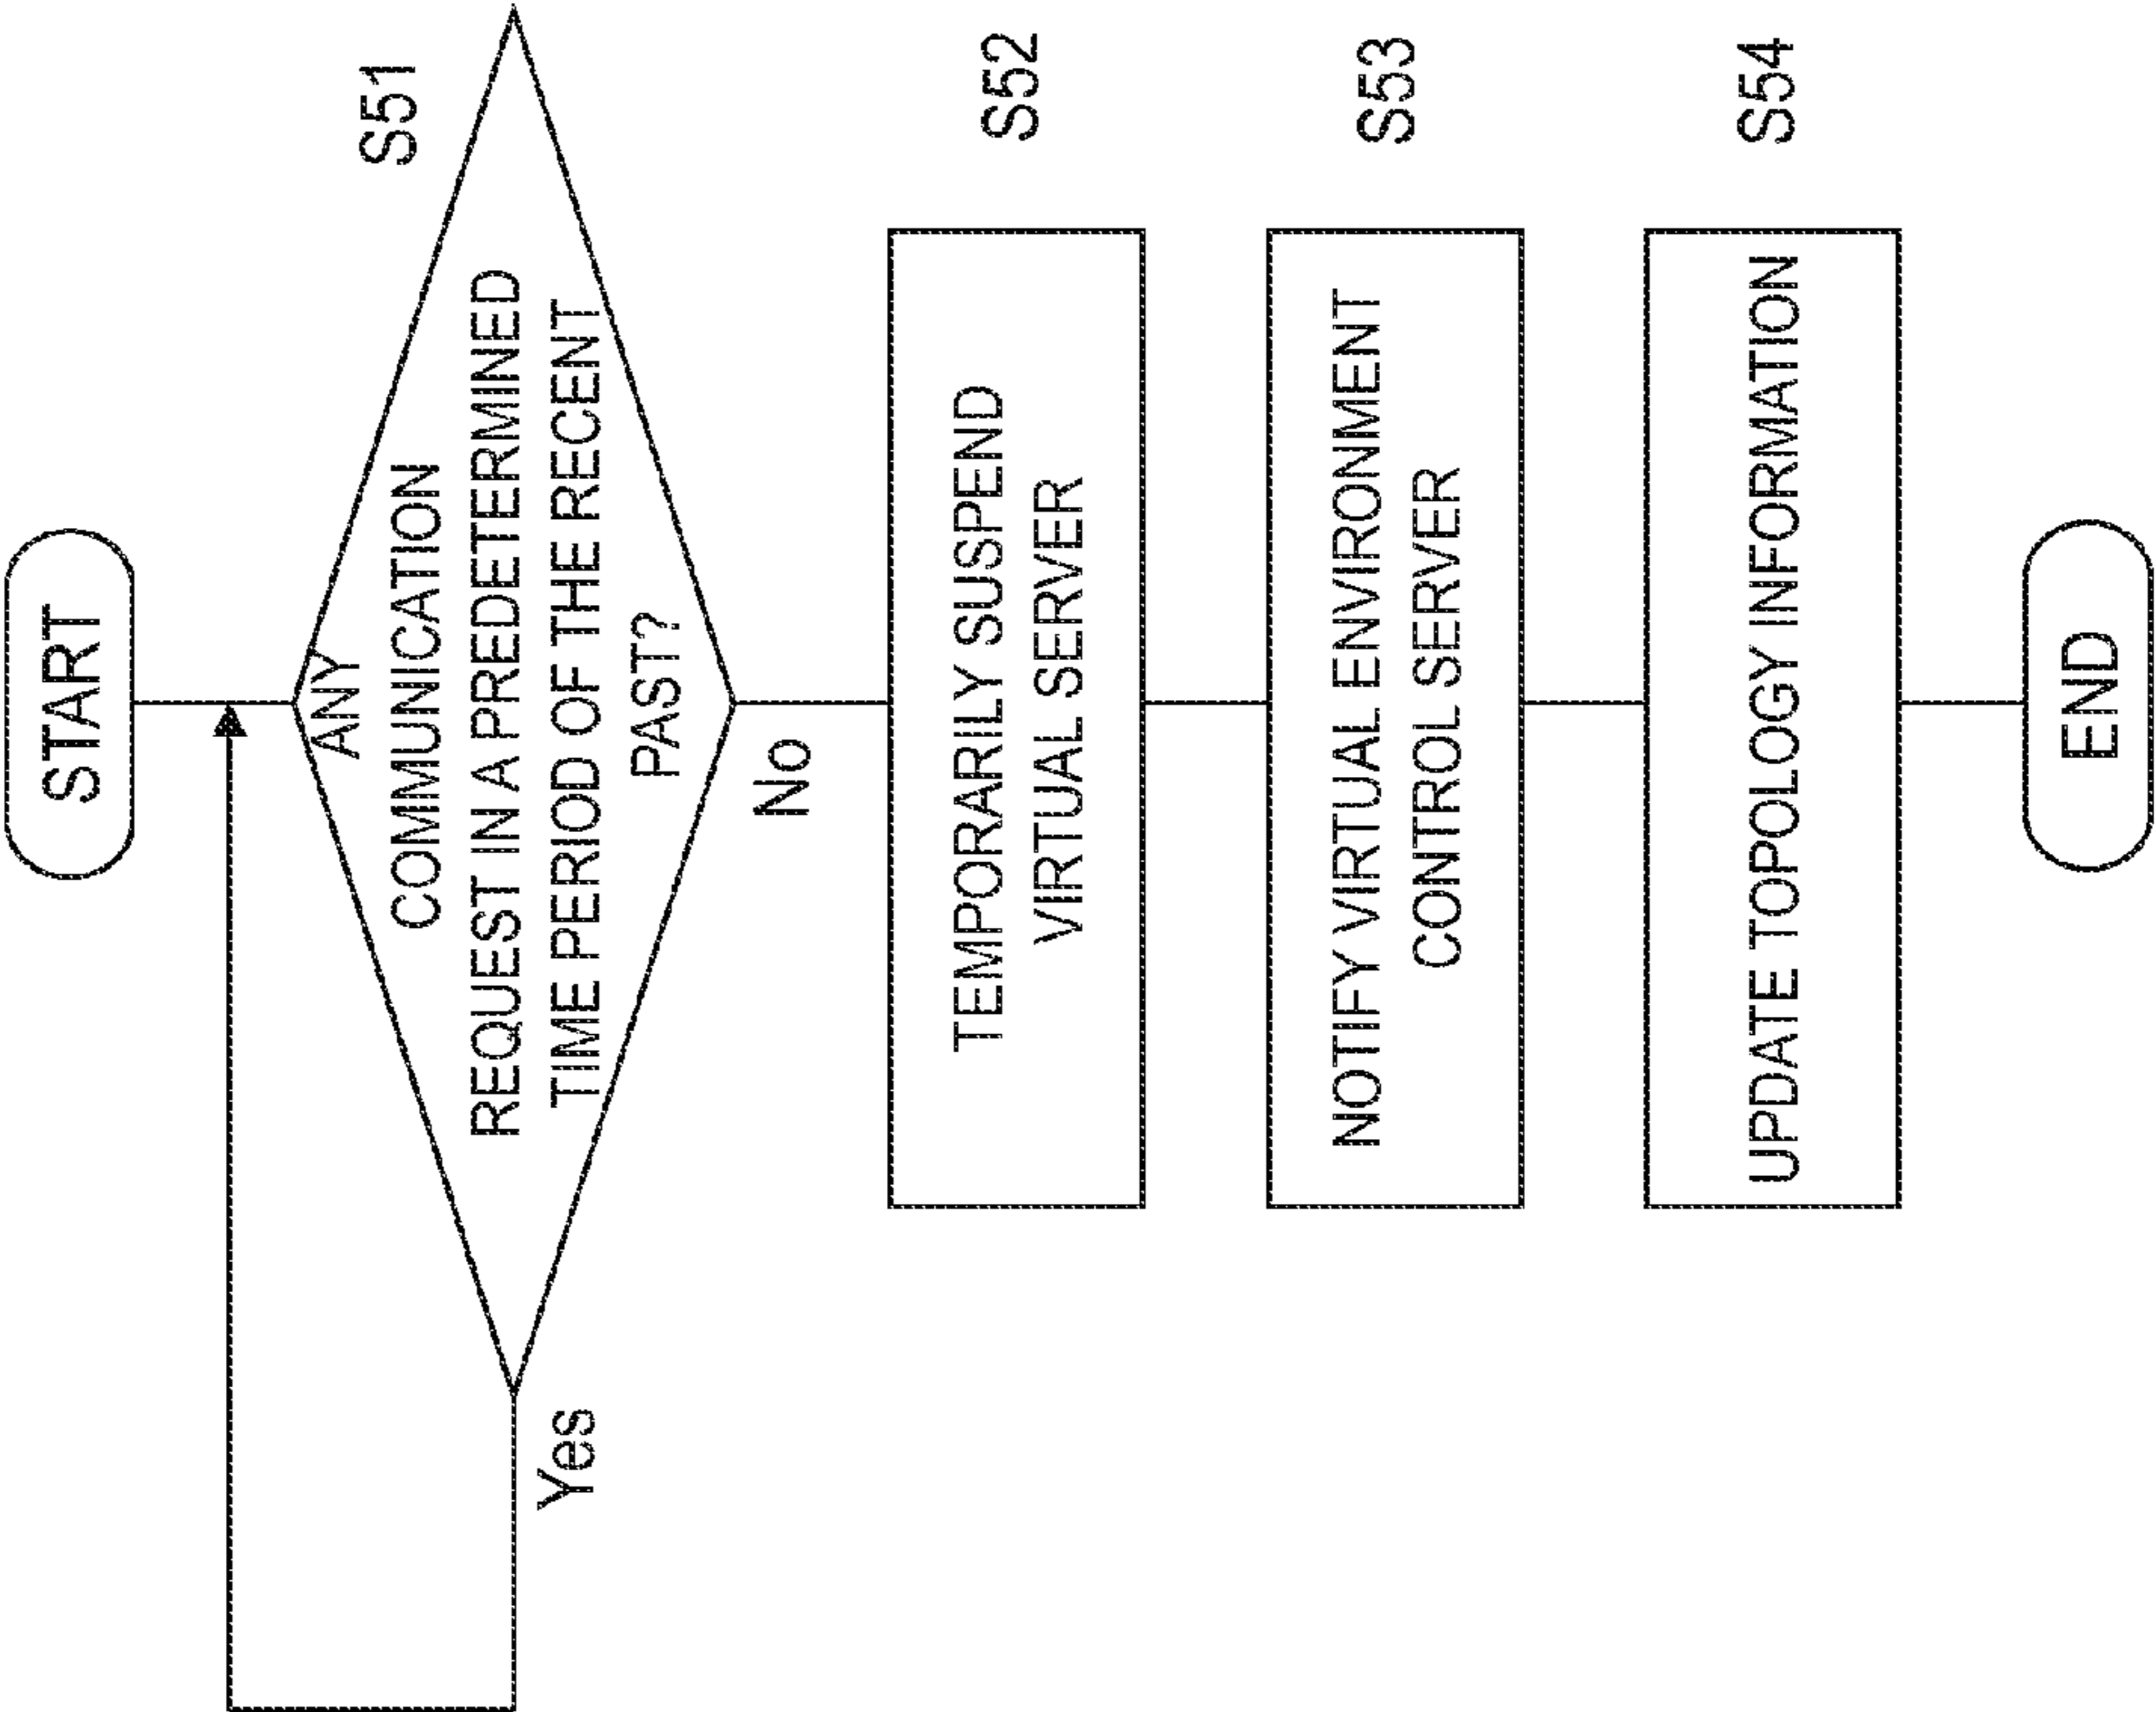 START
S51
ANY
COMMUNICATION
REQUEST IN A PREDETERMINED
TIME PERIOD OF THE RECENT
PAST?
Yes
No
S52
TEMPORARILY SUSPEND
VIRTUAL SERVER
S53
NOTIFY VIRTUAL ENVIRONMENT
CONTROL SERVER
S54
UPDATE TOPOLOGY INFORMATION
END